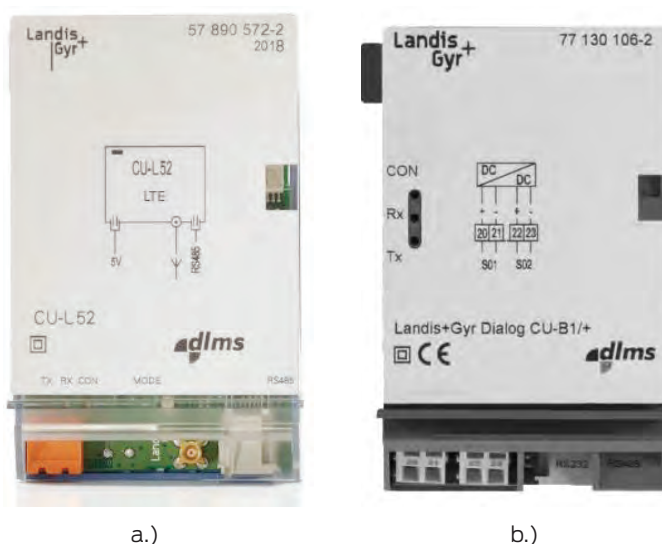 Landis
Gyr+
57 890 572-2
201B
CU-L52
LTE
5V
RS485
CU-L52
dlms
TX RX CON MODE RS485
Land
a.)
Landis
Gyr+
77 130 106-2
CON
Rx
Tx
DC
DC
+ - + -
20 21 22 23
S01 S02
Landis+Gyr Dialog CU-B1/+
CE
dlms
RS232 RS485
b.)